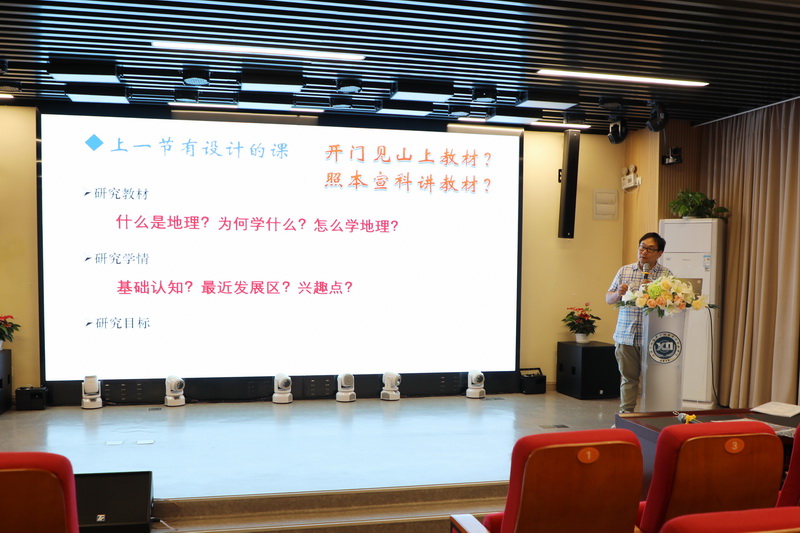 上一节有设计的课
开门见山上教材?
照本宣科讲教材?
研究教材
什么是地理?为何学什么?怎么学地理?
研究学情
基础认知?最近发展区?兴趣点?
研究目标
1
3